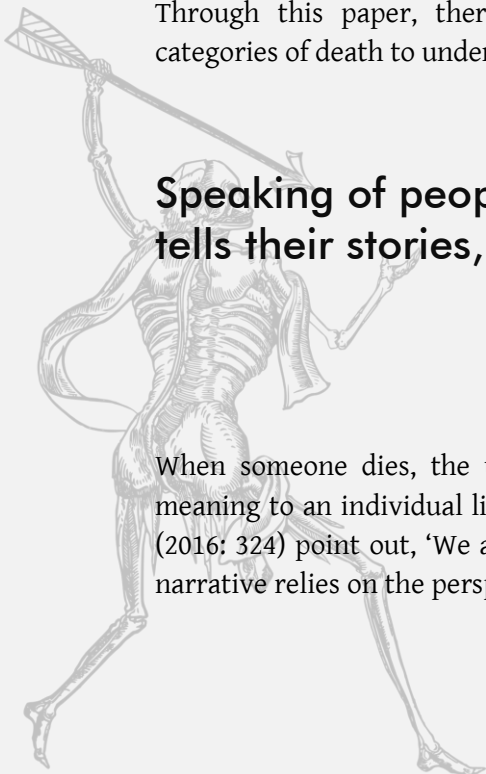 Through this paper, ther
categories of death to under
Speaking of peop
tells their stories,
When someone dies, the
meaning to an individual li
(2016: 324) point out, ‘We a
narrative relies on the persp